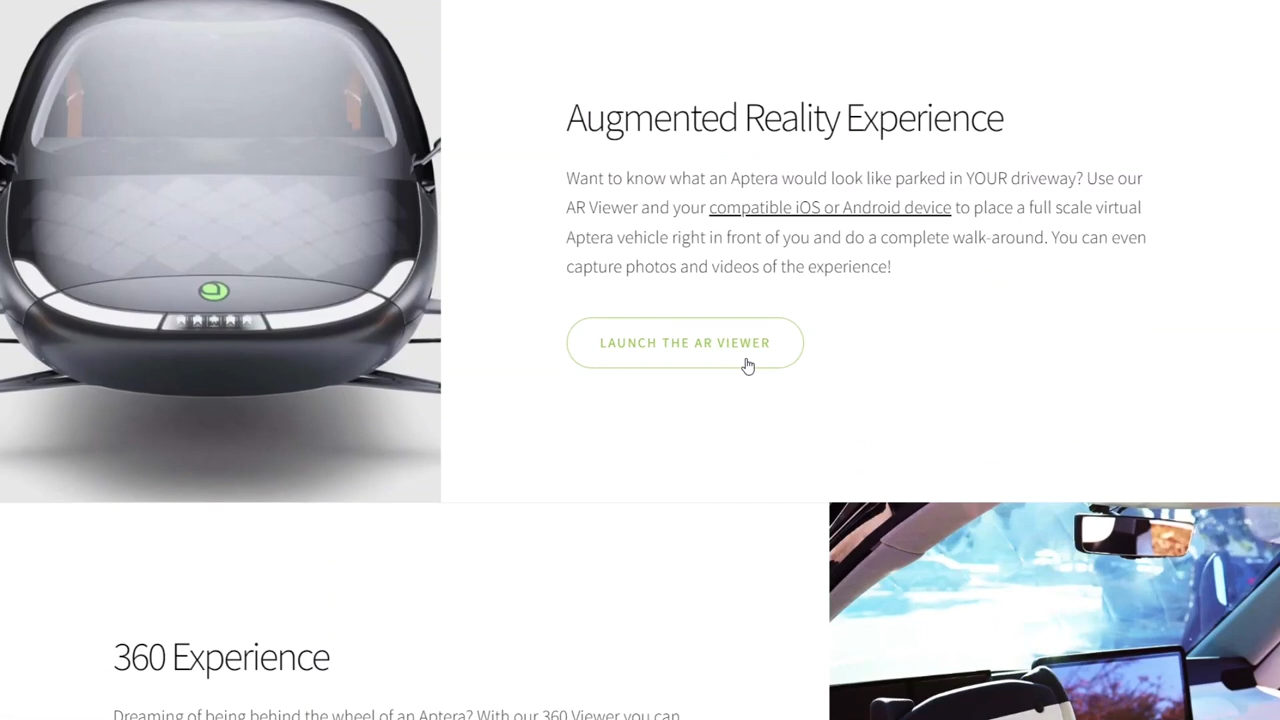 Augmented Reality Experience
Want to know what an Aptera would look like parked in YOUR driveway? Use our
AR Viewer and your compatible iOS or Android device to place a full scale virtual
Aptera vehicle right in front of you and do a complete walk-around. You can even
capture photos and videos of the experience!
LAUNCH THE AR VIEWER
360 Experience
Dreaming of being behind the wheel of an Aptera? With our 360 Viewer you can